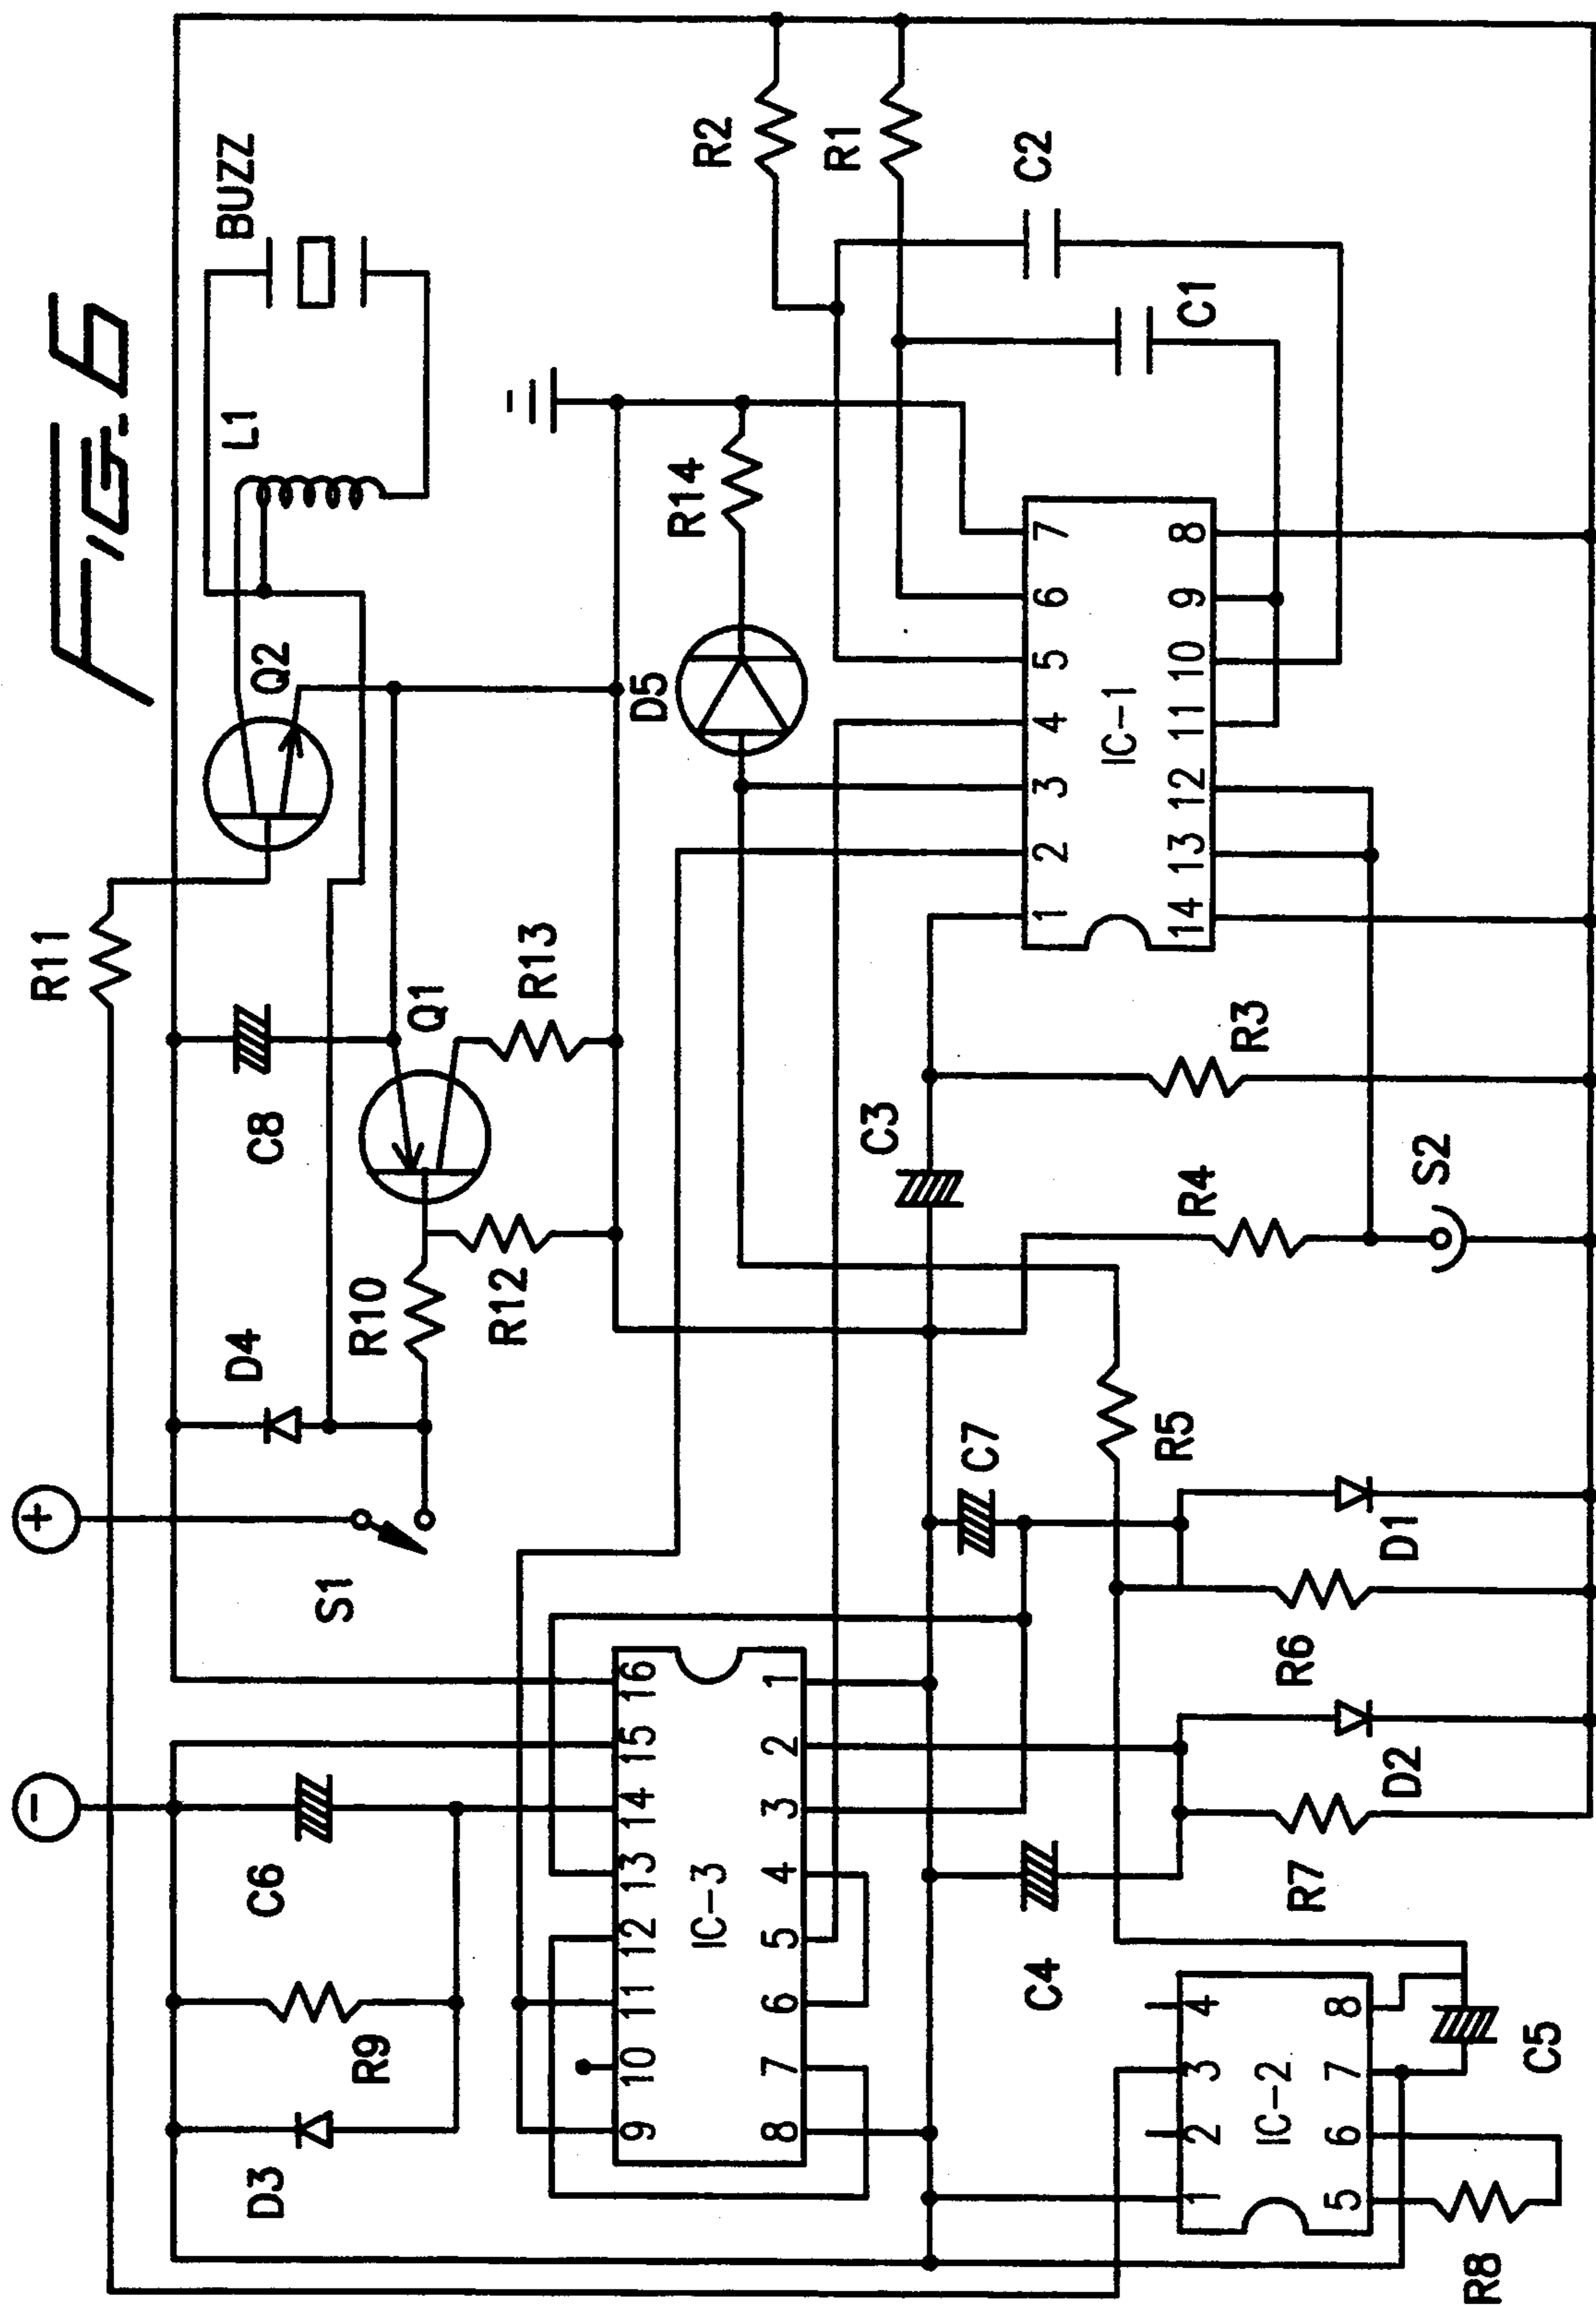 FIG. 6
R11
BUZZ
L1
Q2
C8
Q1
R13
D4
R10
R12
+
S1
-
C6
R9
D3
R2
R1
C2
C1
R14
D5
7 6 5 4 3 2 1
IC-1
8 9 10 11 12 13 14
C3
R3
R4
S2
C7
R5
D1
R6
D2
R7
C4
16 15 14 13 12 11 10 9
IC-3
1 2 3 4 5 6 7 8
4 3 2 1
IC-2
8 7 6 5
C5
R8